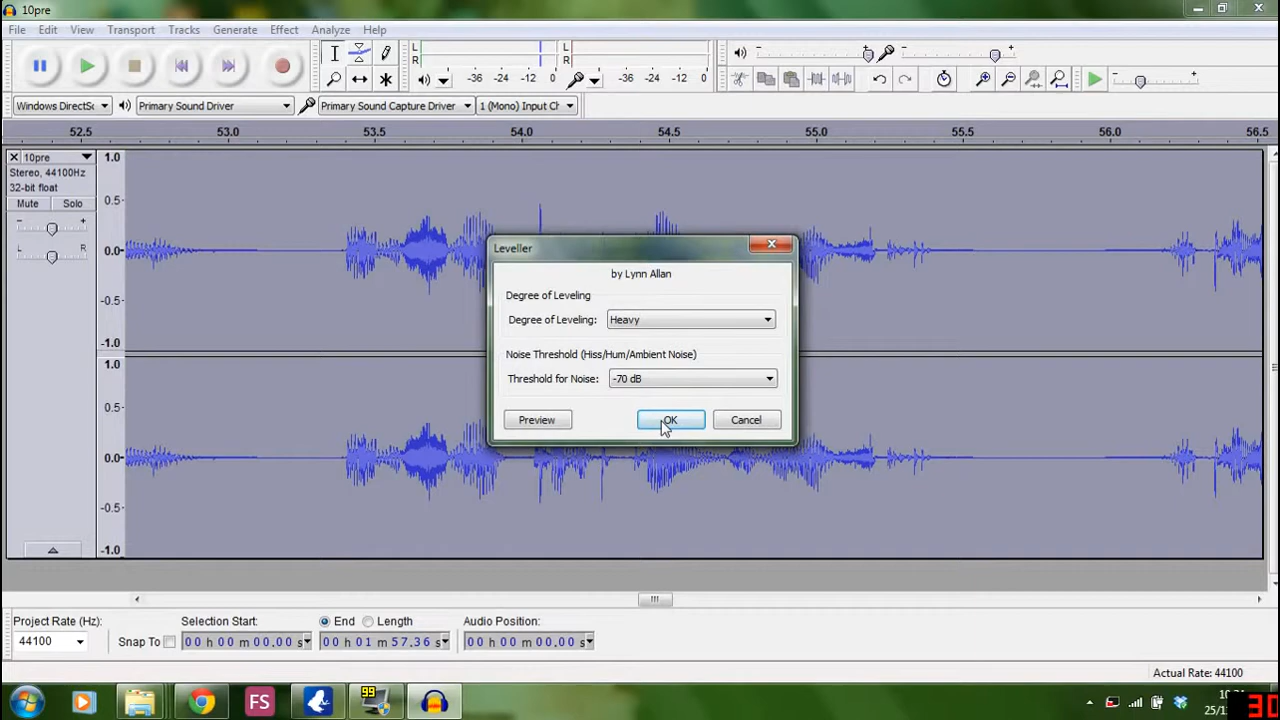 10pre
File Edit View Transport Tracks Generate Effect Analyze Help
L
R
-36 -24 -12 0
L
R
-36 -24 -12 0
Windows DirectSo Primary Sound Driver Primary Sound Capture Driver 1 (Mono) Input Ch
52.5 53.0 53.5 54.0 54.5 55.0 55.5 56.0 56.5
10pre
Stereo, 44100Hz
32-bit float
Mute Solo
- +
L R
1.0
0.5
0.0
-0.5
-1.0
1.0
0.5
0.0
-0.5
-1.0
Leveller
by Lynn Allan
Degree of Leveling
Degree of Leveling: Heavy
Noise Threshold (Hiss/Hum/Ambient Noise)
Threshold for Noise: -70 dB
Preview OK Cancel
Project Rate (Hz): Selection Start: End Length Audio Position:
44100 Snap To 00 h 00 m 00.00 s 00 h 01 m 57.36 s 00 h 00 m 00.00 s
Actual Rate: 44100
FS 99
30